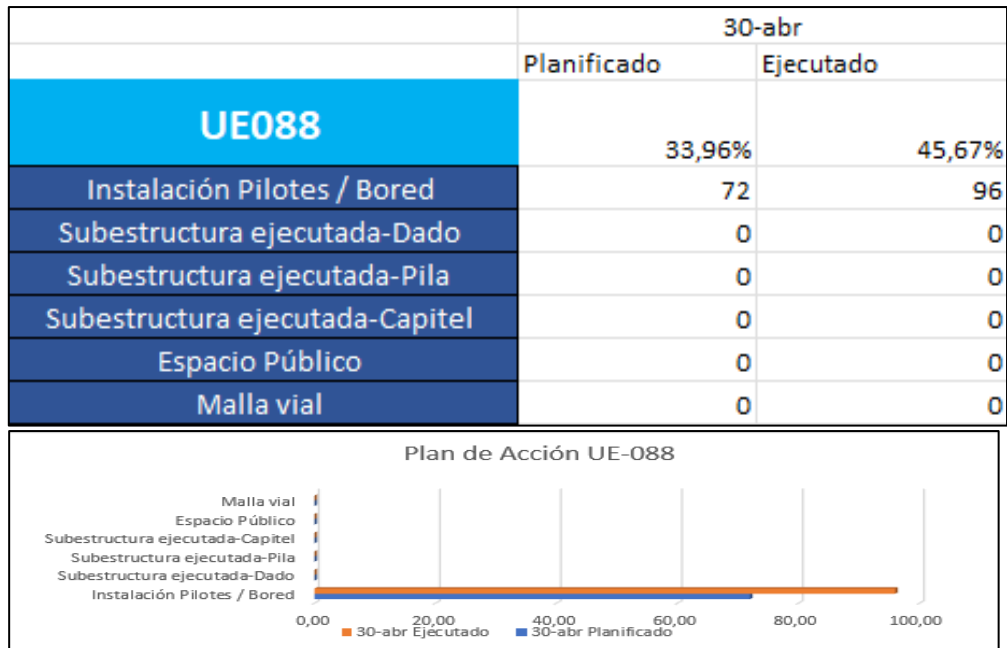 30-abr
Planificado Ejecutado
UE088 33,96% 45,67%
Instalación Pilotes / Bored 72 96
Subestructura ejecutada-Dado 0 0
Subestructura ejecutada-Pila 0 0
Subestructura ejecutada-Capitel 0 0
Espacio Público 0 0
Malla vial 0 0
Plan de Acción UE-088
Malla vial
Espacio Público
Subestructura ejecutada-Capitel
Subestructura ejecutada-Pila
Subestructura ejecutada-Dado
Instalación Pilotes / Bored
0,00 20,00 40,00 60,00 80,00 100,00
30-abr Ejecutado 30-abr Planificado